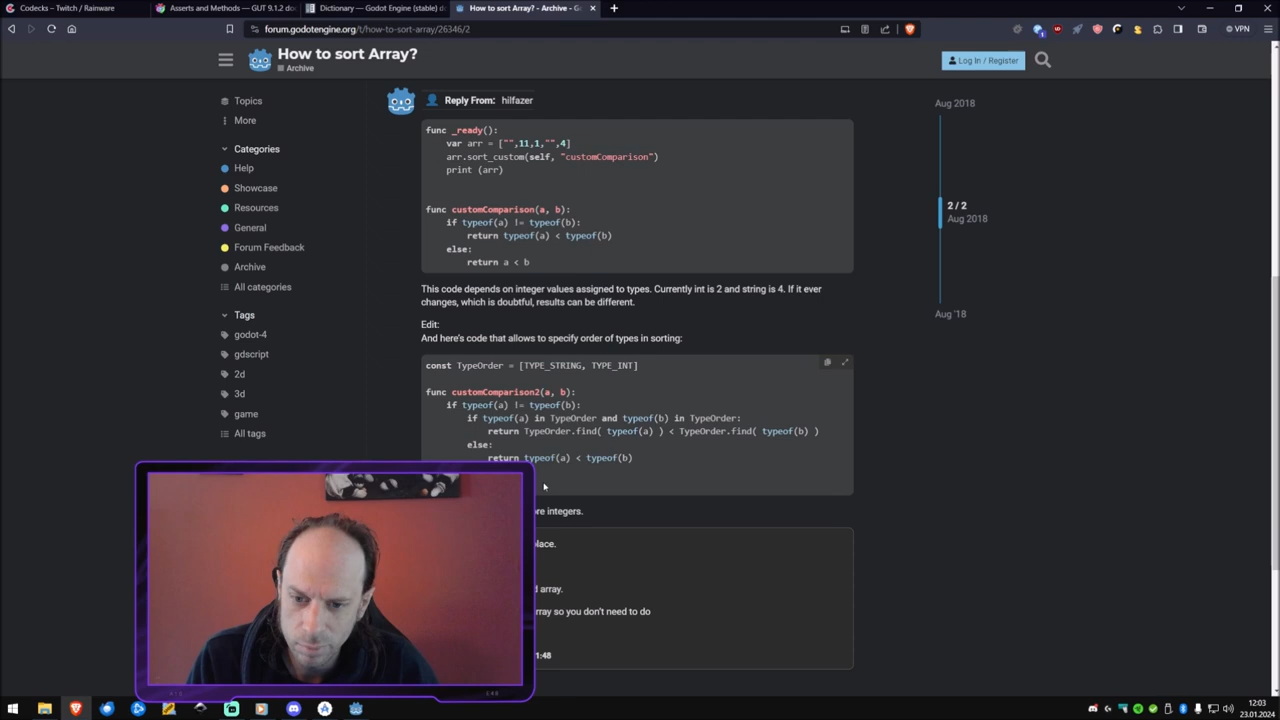 Codecks – Twitch / Rainware
Asserts and Methods — GUT 9.1.2 do
Dictionary — Godot Engine (stable) d
How to sort Array? - Archive - Go
forum.godotengine.org/t/how-to-sort-array/26346/2
VPN
How to sort Array?
Archive
Log In / Register
Topics
More
Categories
Help
Showcase
Resources
General
Forum Feedback
Archive
All categories
Tags
godot-4
gdscript
2d
3d
game
All tags
Reply From: hilfazer
func _ready():
var arr = ["",11,1,"",4]
arr.sort_custom(self, "customComparison")
print (arr)
func customComparison(a, b):
if typeof(a) != typeof(b):
return typeof(a) < typeof(b)
else:
return a < b
This code depends on integer values assigned to types. Currently int is 2 and string is 4. If it ever
changes, which is doubtful, results can be different.
Edit:
And here's code that allows to specify order of types in sorting:
const TypeOrder = [TYPE_STRING, TYPE_INT]
func customComparison2(a, b):
if typeof(a) != typeof(b):
if typeof(a) in TypeOrder and typeof(b) in TypeOrder:
return TypeOrder.find( typeof(a) ) < TypeOrder.find( typeof(b) )
else:
return typeof(a) < typeof(b)
ore integers.
place.
d array.
rray so you don't need to do
1:48
Aug 2018
2 / 2
Aug 2018
Aug '18
12:03
23.01.2024